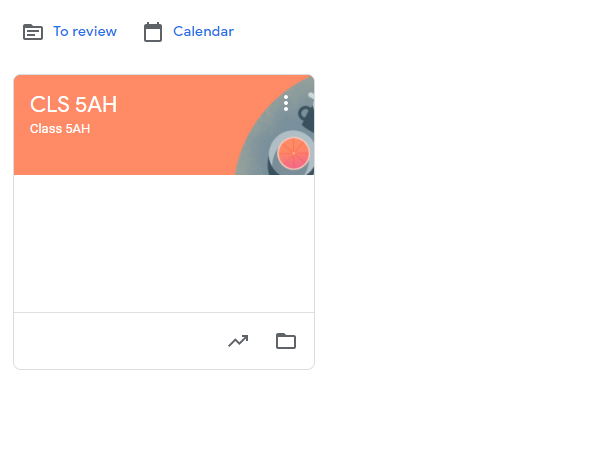 To review
Calendar
CLS 5AH
Class 5AH